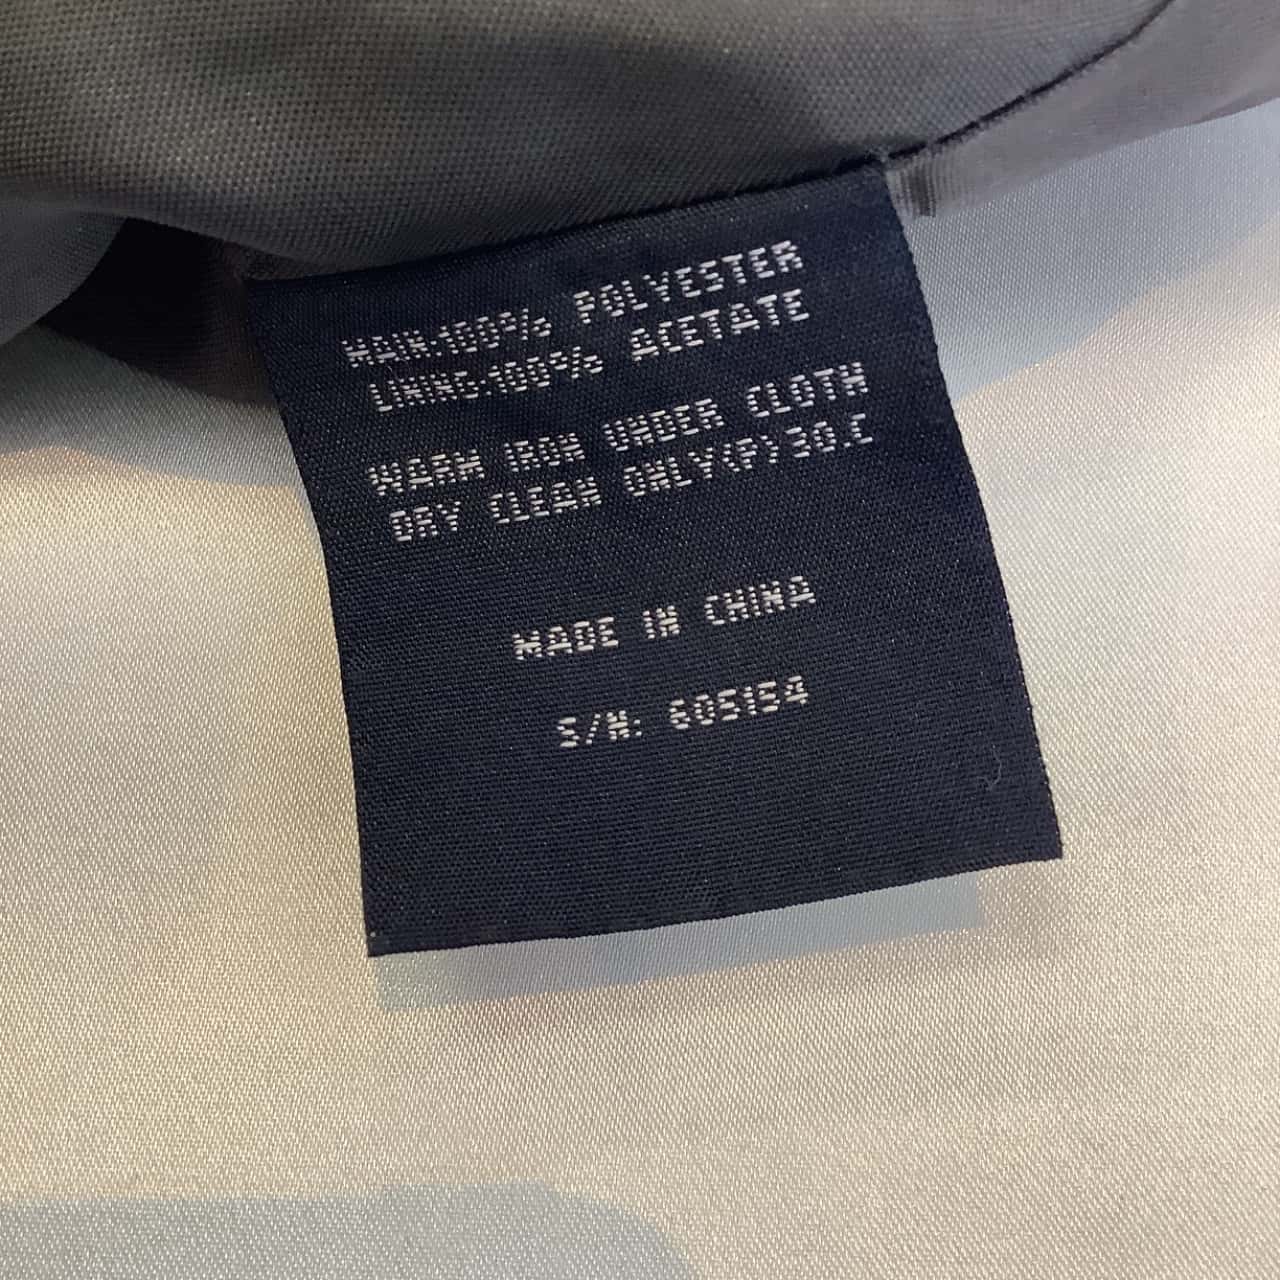 MAIN:100% POLYESTER
LINING:100% ACETATE
WARM IRON UNDER CLOTH
DRY CLEAN ONLY(P)30.C
MADE IN CHINA
S/N: 605154